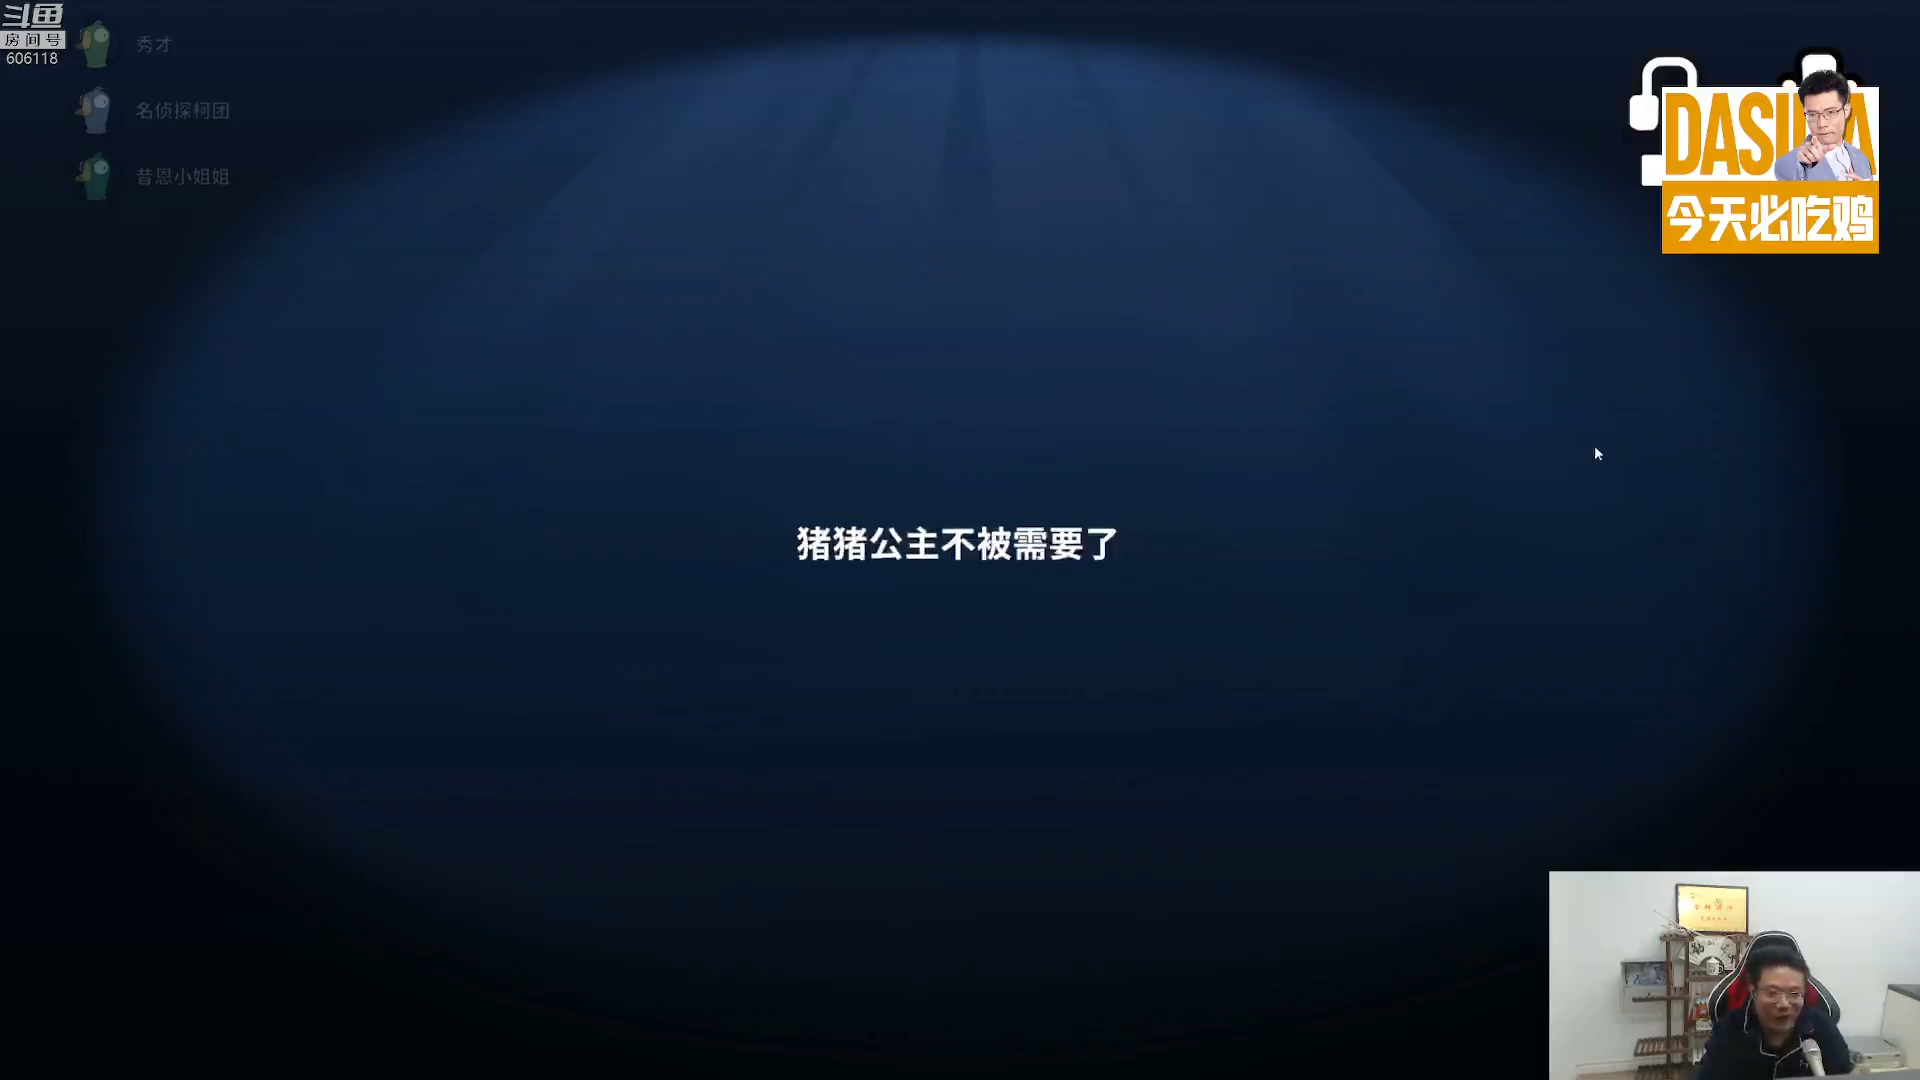 斗鱼
房间号
606118
秀才
名侦探柯团
昔恩小姐姐
今天必吃鸡
猪猪公主不被需要了